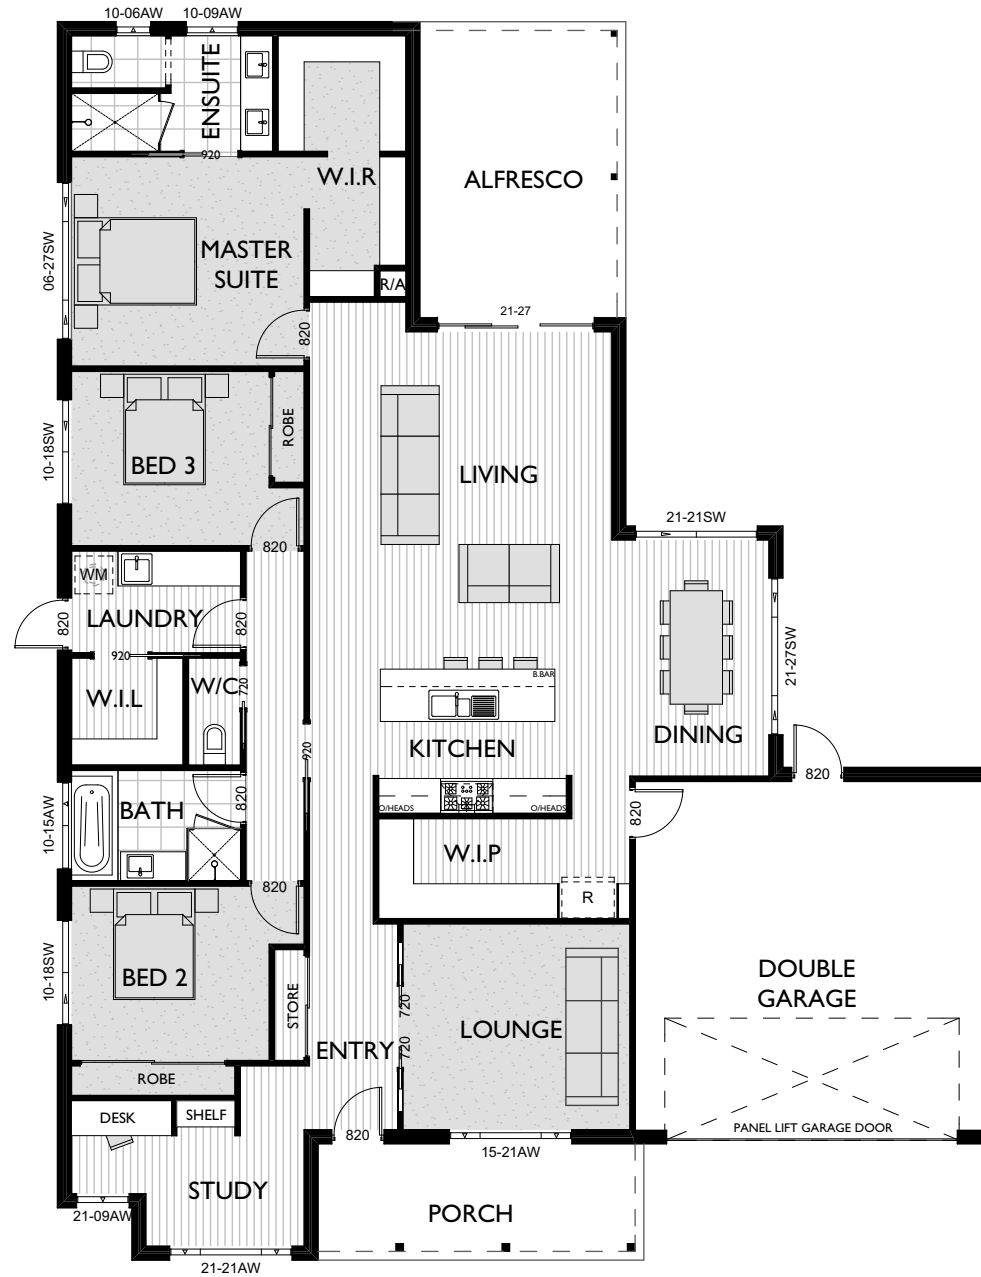 10-06AW
10-09AW
ENSUITE
920
W.I.R
ALFRESCO
06-27SW
MASTER
SUITE
R/A
820
21-27
10-18SW
ROBE
BED 3
LIVING
820
21-21SW
WM
LAUNDRY
820
820
920
W.I.L
W/C
720
B.BAR
21-27SW
DINING
KITCHEN
920
820
10-15AW
BATH
820
O/HEADS
O/HEADS
820
W.I.P
R
820
BED 2
10-18SW
STORE
720
LOUNGE
720
DOUBLE
GARAGE
ENTRY
ROBE
DESK
SHELF
820
PANEL LIFT GARAGE DOOR
15-21AW
STUDY
21-09AW
PORCH
21-21AW